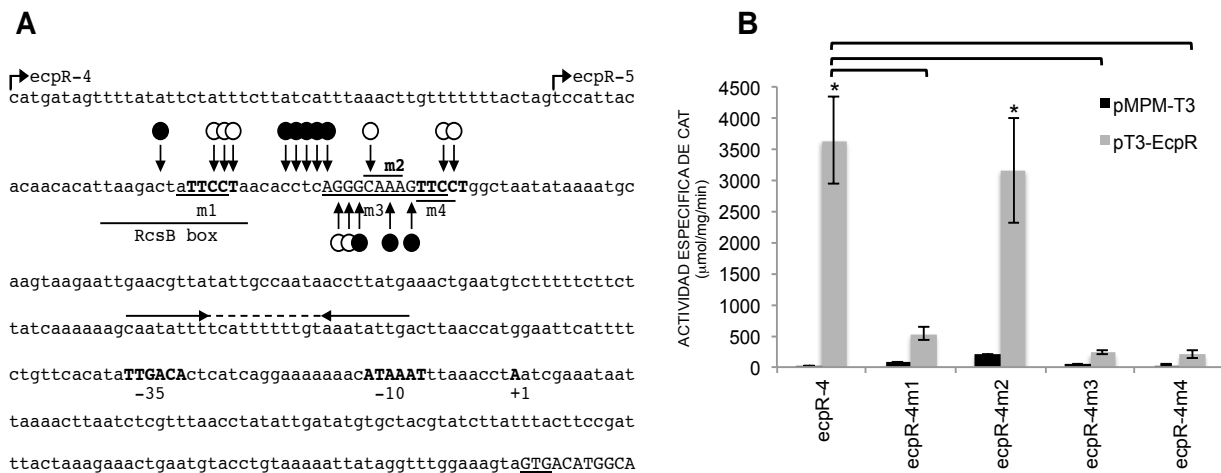 A
ecpR-4
ecpR-5
catgatagttttatattctatttcttatcatttaaacttgtttttttactagtccattac
m2
acaacacattaagactaTTCCTaacacctcAGGGCAAAGTTCCTggctaatataaaatgc
m1
m3
m4
RcsB box
aagtaagaattgaacgttatattgccaataaccttatgaaactgaatgtctttttcttct
tatcaaaaaagcaatatttttcattttttgtaaatattgacttaaccatggaattcatttt
ctgttcacataTTGACActcatcaggaaaaaaacATAAATttaaacctAatcgaaataat
-35
-10
+1
taaaacttaatctcgtttaacctatattgatatgtgctacgtatcttatttacttccgat
ttactaaagaaactgaatgtacctgtaaaaattataggtttggaaagtaGTGACATGGCA
B
ACTIVIDAD ESPECIFICA DE CAT
(µmol/mg/min)
4500
4000
3500
3000
2500
2000
1500
1000
500
0
*
*
pMPM-T3
pT3-EcpR
ecpR-4
ecpR-4m1
ecpR-4m2
ecpR-4m3
ecpR-4m4